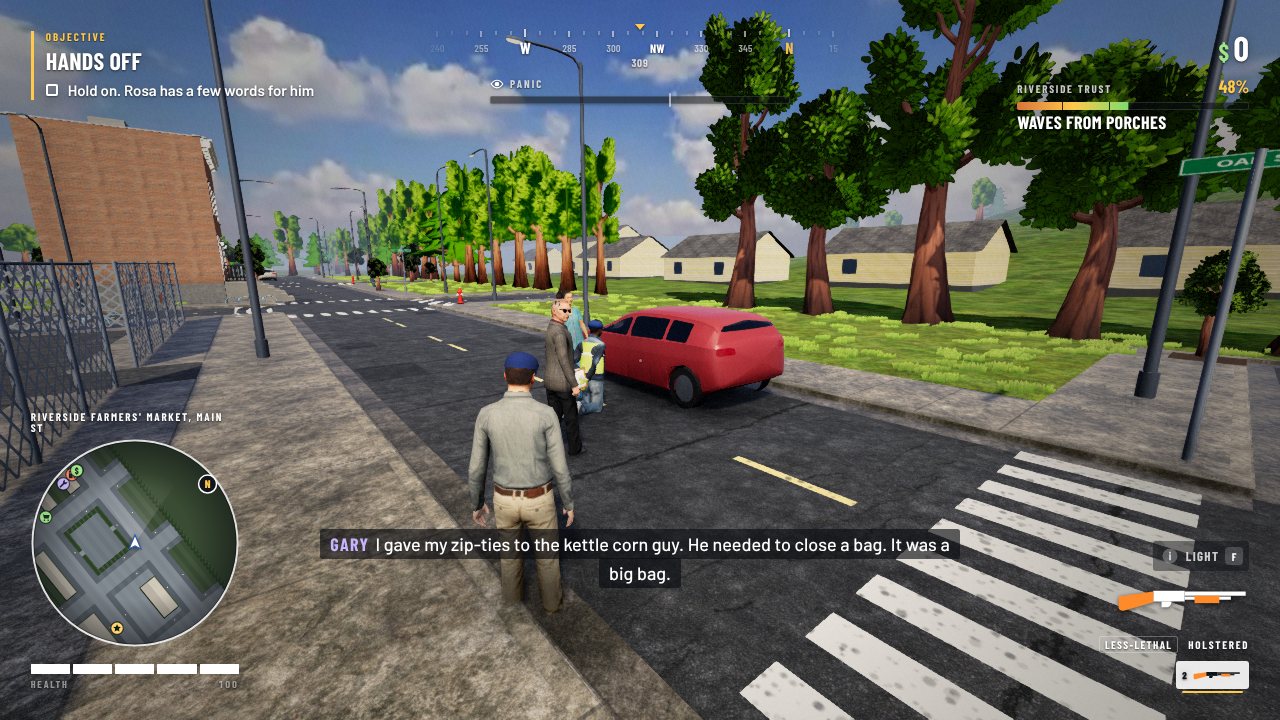 OBJECTIVE
HANDS OFF
Hold on. Rosa has a few words for him
240 255 W 285 300 NW 330 345 N 15
309
PANIC
$0
48%
RIVERSIDE TRUST
WAVES FROM PORCHES
OAK
RIVERSIDE FARMERS' MARKET, MAIN
ST
N
$
GARY I gave my zip-ties to the kettle corn guy. He needed to close a bag. It was a
big bag.
LIGHT F
LESS-LETHAL HOLSTERED
2
HEALTH 100